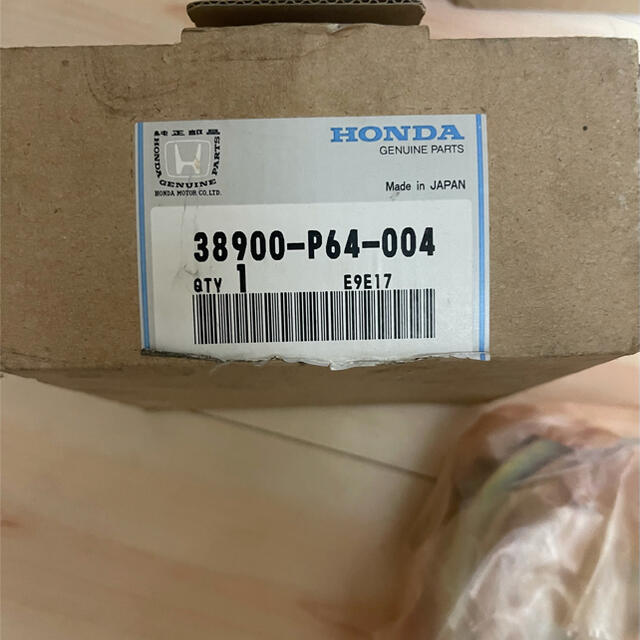 純正部品
HONDA GENUINE PARTS
HONDA MOTOR CO., LTD.
HONDA
GENUINE PARTS
Made in JAPAN
38900-P64-004
QTY 1 E9E17